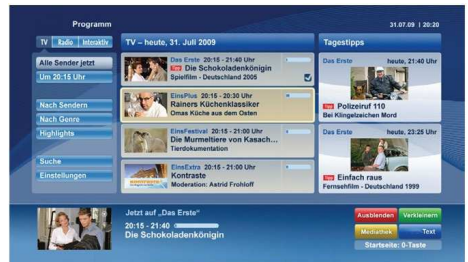 Programm
31.07.09 | 20:20
TV Radio Interaktiv
TV – heute, 31. Juli 2009
Tagestipps
Alle Sender jetzt
Um 20:15 Uhr
Nach Sendern
Nach Genre
Highlights
Suche
Einstellungen
Das Erste 20:15 - 21:40 Uhr
Tipp Die Schokoladenkönigin
Spielfilm - Deutschland 2005
EinsPlus 20:15 - 20:30 Uhr
Rainers Küchenklassiker
Omas Küche aus dem Osten
EinsFestival 20:15 - 21:00 Uhr
Die Murmeltiere von Kasach...
Tierdokumentation
EinsExtra 20:15 - 21:00 Uhr
Kontraste
Moderation: Astrid Frohloff
Das Erste heute, 21:40 Uhr
Tipp Polizeiruf 110
Bei Klingelzeichen Mord
Das Erste heute, 23:25 Uhr
Tipp Einfach raus
Fernsehfilm - Deutschland 1999
Jetzt auf „Das Erste“
20:15 - 21:40
Die Schokoladenkönigin
Ausblenden Verkleinern
Mediathek Text
Startseite: 0-Taste